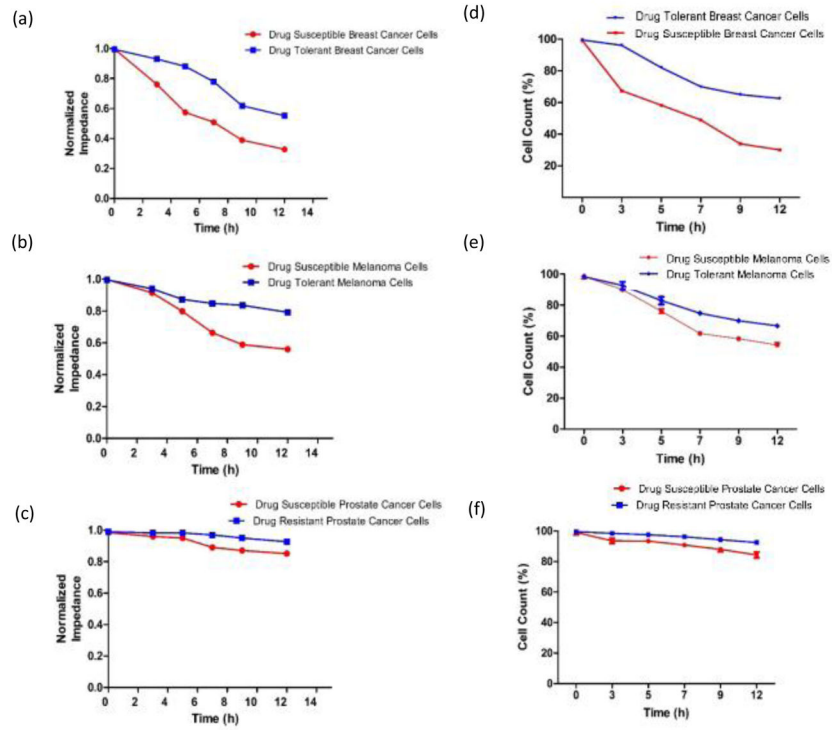 (a)
Drug Susceptible Breast Cancer Cells
Drug Tolerant Breast Cancer Cells
Normalized
Impedance
1.0
0.8
0.6
0.4
0.2
0.0
0 2 4 6 8 10 12 14
Time (h)
(d)
Drug Tolerant Breast Cancer Cells
Drug Susceptible Breast Cancer Cells
Cell Count (%)
100
80
60
40
20
0 3 5 7 9 12
Time (h)
(b)
Drug Susceptible Melanoma Cells
Drug Tolerant Melanoma Cells
Normalized
Impedance
1.0
0.8
0.6
0.4
0.2
0.0
0 2 4 6 8 10 12 14
Time (h)
(e)
Drug Susceptible Melanoma Cells
Drug Tolerant Melanoma Cells
Cell Count (%)
100
80
60
40
20
0
0 3 5 7 9 12
Time (h)
(c)
Drug Susceptible Prostate Cancer Cells
Drug Resistant Prostate Cancer Cells
Normalized
Impedance
1.0
0.8
0.6
0.4
0.2
0.0
0 2 4 6 8 10 12 14
Time (h)
(f)
Drug Susceptible Prostate Cancer Cells
Drug Resistant Prostate Cancer Cells
Cell Count (%)
100
80
60
40
20
0
0 3 5 7 9 12
Time (h)